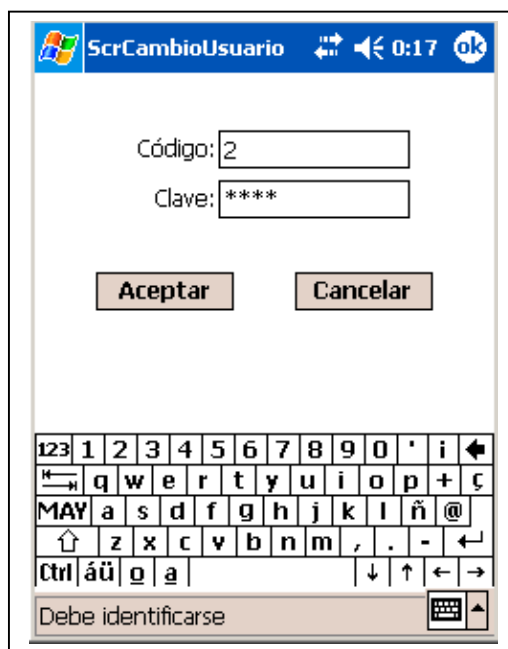 ScrCambioUsuario 0:17 ok
Código: 2
Clave: ****
Aceptar Cancelar
123 1 2 3 4 5 6 7 8 9 0 ' ¡
q w e r t y u i o p + ç
MAY a s d f g h j k l ñ @
z x c v b n m , . -
Ctrl áü º ª ↓ ↑ ← →
Debe identificarse